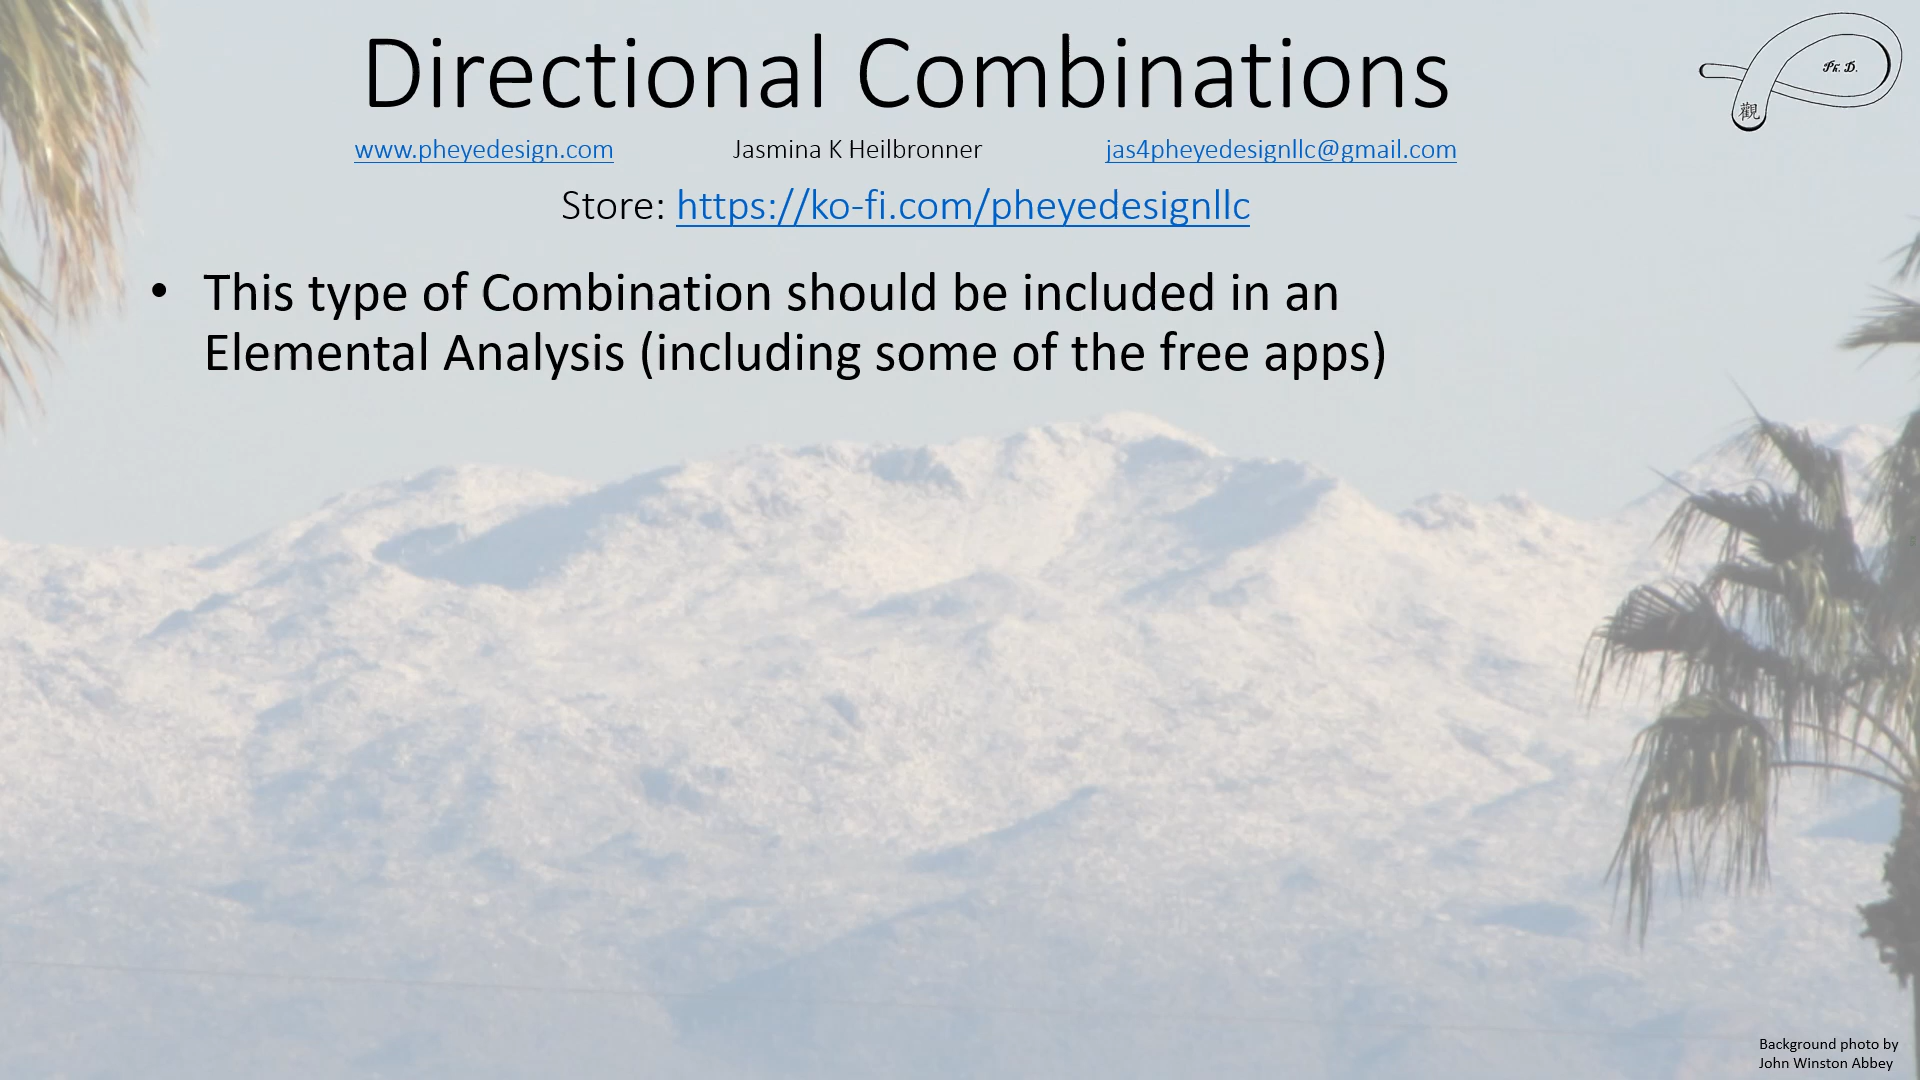 Directional Combinations
www.pheyedesign.com Jasmina K Heilbronner jas4pheyedesignllc@gmail.com
Store: https://ko-fi.com/pheyedesignllc
• This type of Combination should be included in an
Elemental Analysis (including some of the free apps)
Ph. D.
觀
Background photo by
John Winston Abbey